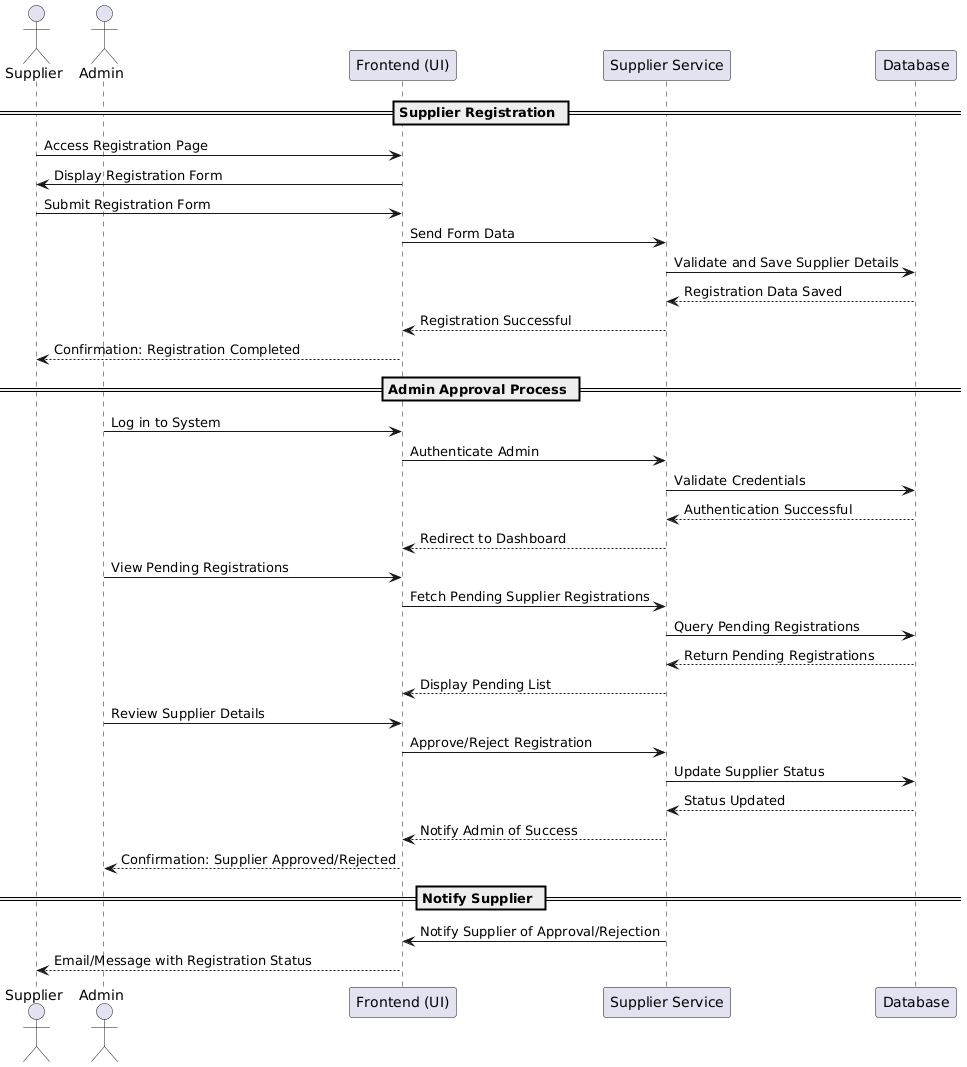 Supplier
Admin
Frontend (UI)
Supplier Service
Database
Supplier Registration
Access Registration Page
Display Registration Form
Submit Registration Form
Send Form Data
Validate and Save Supplier Details
Registration Data Saved
Registration Successful
Confirmation: Registration Completed
Admin Approval Process
Log in to System
Authenticate Admin
Validate Credentials
Authentication Successful
Redirect to Dashboard
View Pending Registrations
Fetch Pending Supplier Registrations
Query Pending Registrations
Return Pending Registrations
Display Pending List
Review Supplier Details
Approve/Reject Registration
Update Supplier Status
Status Updated
Notify Admin of Success
Confirmation: Supplier Approved/Rejected
Notify Supplier
Notify Supplier of Approval/Rejection
Email/Message with Registration Status
Supplier
Admin
Frontend (UI)
Supplier Service
Database